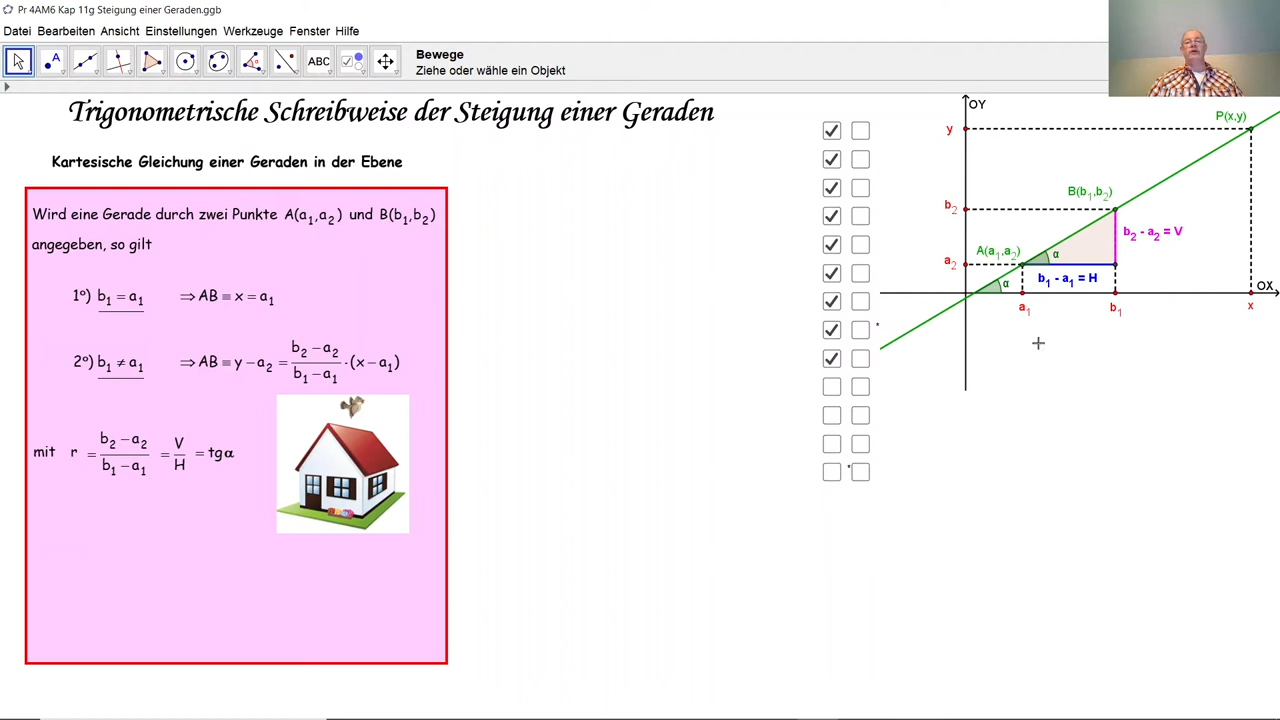 Pr 4AM6 Kap 11g Steigung einer Geraden.ggb
Datei Bearbeiten Ansicht Einstellungen Werkzeuge Fenster Hilfe
A
ABC
Bewege
Ziehe oder wähle ein Objekt
Trigonometrische Schreibweise der Steigung einer Geraden
Kartesische Gleichung einer Geraden in der Ebene
Wird eine Gerade durch zwei Punkte A(a₁,a₂) und B(b₁,b₂)
angegeben, so gilt
1°) b₁ = a₁ ⇒ AB ≡ x = a₁
2°) b₁ ≠ a₁ ⇒ AB ≡ y − a₂ = (b₂ − a₂)/(b₁ − a₁) · (x − a₁)
mit r = (b₂ − a₂)/(b₁ − a₁) = V/H = tg α
OY
y
P(x,y)
B(b₁,b₂)
b₂
b₂ - a₂ = V
A(a₁,a₂)
α
a₂
b₁ - a₁ = H
α
OX
a₁
b₁
x